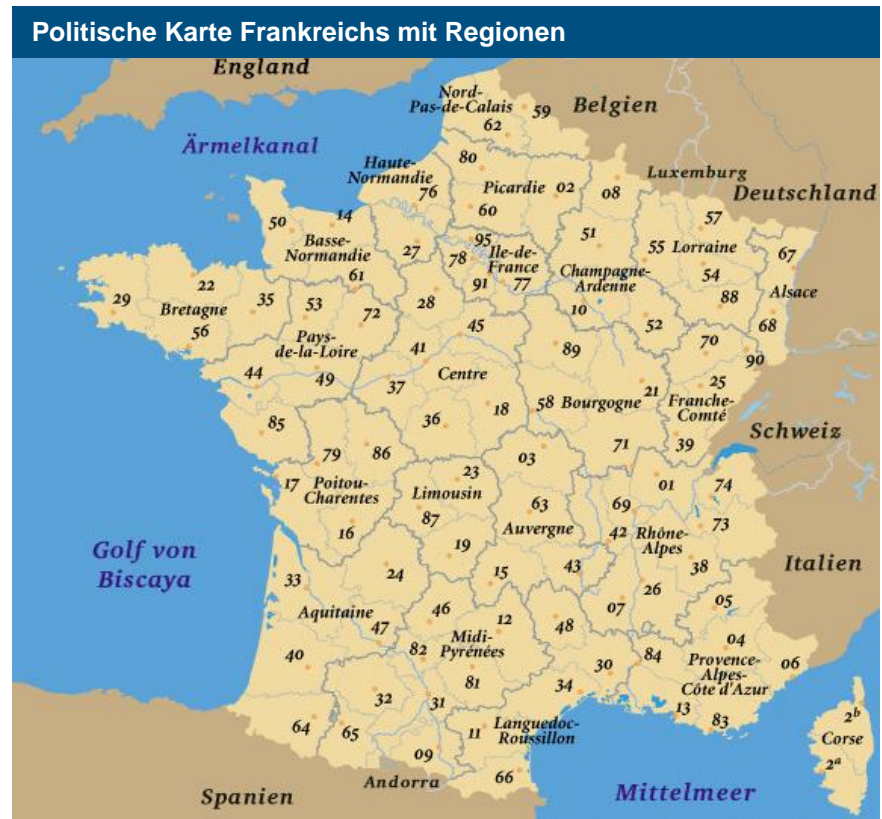 Politische Karte Frankreichs mit Regionen
England
Nord-
Pas-de-Calais
59
Belgien
62
Ärmelkanal
80
Haute-
Normandie
Luxemburg
Picardie
02
08
76
Deutschland
60
50
14
57
51
Basse-
Normandie
27
95
78
Ile-de-
France
55
Lorraine
67
54
Champagne-
Ardenne
61
91
77
22
29
Bretagne
35
53
28
10
88
Alsace
56
72
52
68
Pays-
de-la-Loire
45
41
89
70
90
44
49
37
Centre
25
21
18
58
Bourgogne
Franche-
Comté
85
36
Schweiz
79
86
03
71
39
23
17
Poitou-
Charentes
Limousin
01
74
63
69
87
16
Auvergne
42
73
Rhône-
Alpes
Golf von
Biscaya
19
38
Italien
24
15
43
33
26
05
46
07
Aquitaine
12
48
47
Midi-
Pyrénées
04
82
84
06
40
30
Provence-
Alpes-
Côte d'Azur
81
34
32
31
13
64
65
11
Languedoc-
Roussillon
83
2b
Corse
2a
09
66
Andorra
Spanien
Mittelmeer